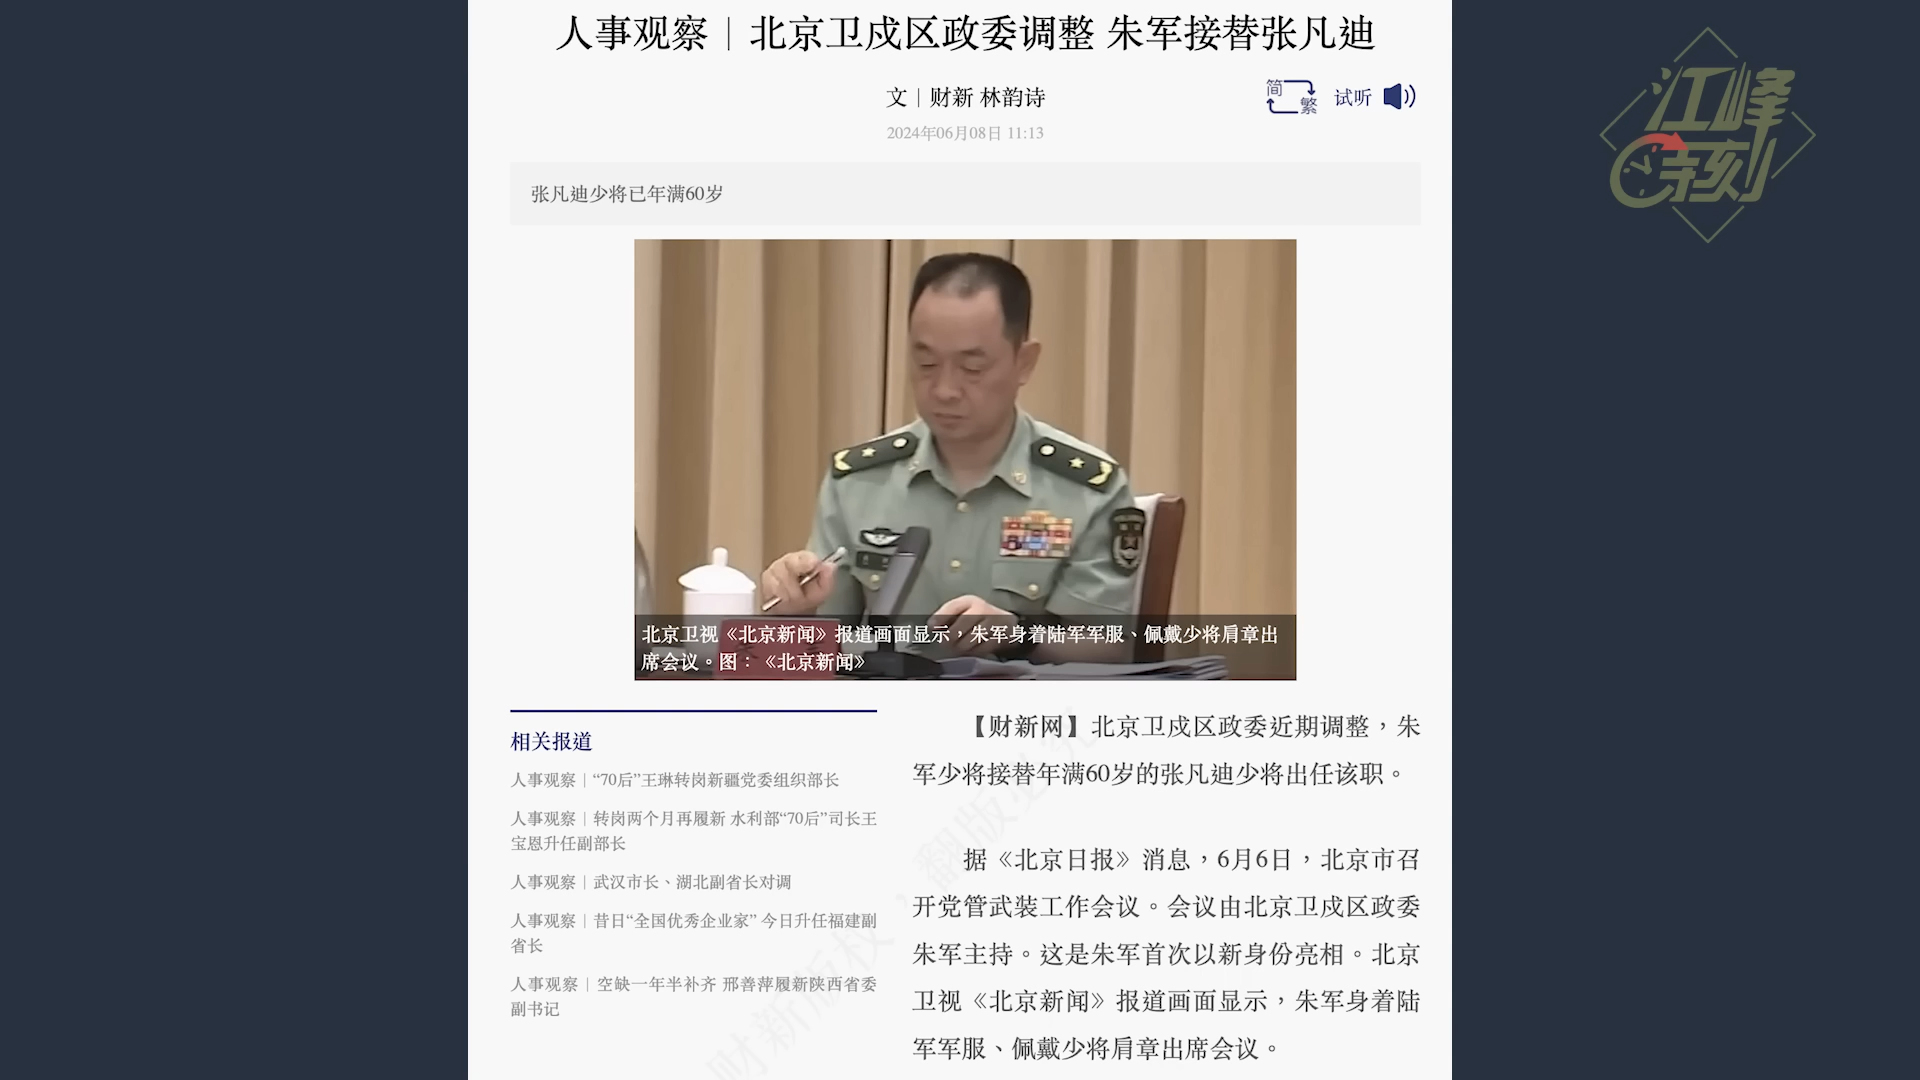 人事观察｜北京卫戍区政委调整 朱军接替张凡迪
文｜财新 林韵诗
简
繁
试听
2024年06月08日 11:13
江峰
时刻
张凡迪少将已年满60岁
北京卫视《北京新闻》报道画面显示，朱军身着陆军军服、佩戴少将肩章出
席会议。图：《北京新闻》
相关报道
人事观察｜“70后”王琳转岗新疆党委组织部长
人事观察｜转岗两个月再履新 水利部“70后”司长王
宝恩升任副部长
人事观察｜武汉市长、湖北副省长对调
人事观察｜昔日“全国优秀企业家” 今日升任福建副
省长
人事观察｜空缺一年半补齐 邢善萍履新陕西省委
副书记
【财新网】北京卫戍区政委近期调整，朱
军少将接替年满60岁的张凡迪少将出任该职。
据《北京日报》消息，6月6日，北京市召
开党管武装工作会议。会议由北京卫戍区政委
朱军主持。这是朱军首次以新身份亮相。北京
卫视《北京新闻》报道画面显示，朱军身着陆
军军服、佩戴少将肩章出席会议。
财新版权，翻版必究